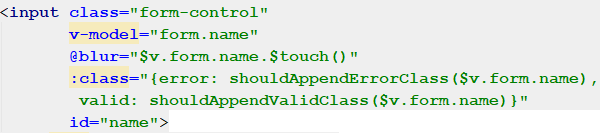 <input class="form-control"
v-model="form.name"
@blur="$v.form.name.$touch()"
:class="{error: shouldAppendErrorClass($v.form.name),
valid: shouldAppendValidClass($v.form.name)}"
id="name">